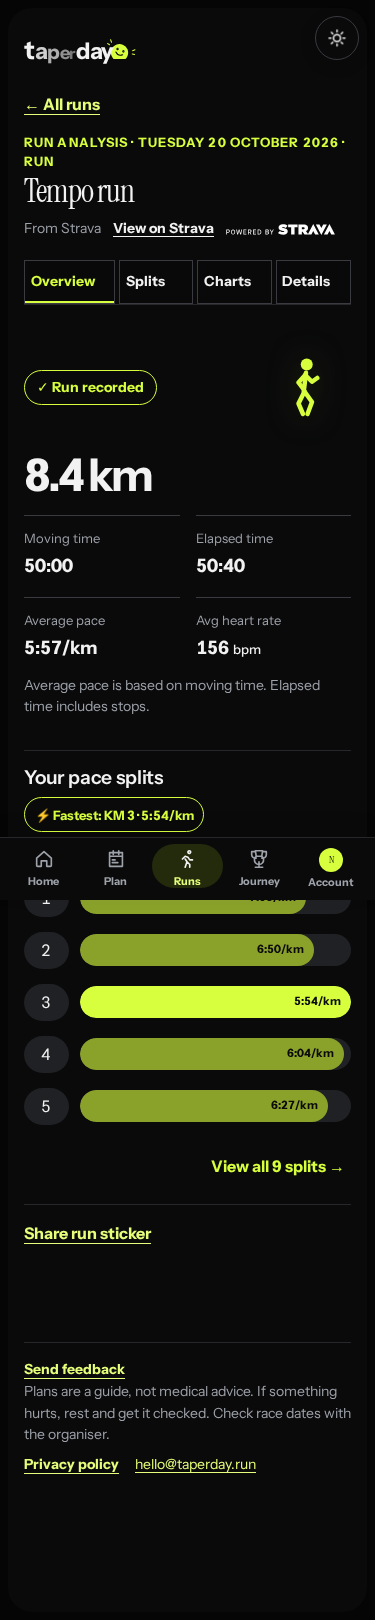 taperday
← All runs
RUN ANALYSIS · TUESDAY 20 OCTOBER 2026 ·
RUN
Tempo run
From Strava View on Strava POWERED BY STRAVA
Overview Splits Charts Details
✓ Run recorded
8.4 km
Moving time Elapsed time
50:00 50:40
Average pace Avg heart rate
5:57/km 156 bpm
Average pace is based on moving time. Elapsed
time includes stops.
Your pace splits
⚡ Fastest: KM 3 · 5:54/km
Home Plan Runs Journey N Account
1
2 6:50/km
3 5:54/km
4 6:04/km
5 6:27/km
View all 9 splits →
Share run sticker
Send feedback
Plans are a guide, not medical advice. If something
hurts, rest and get it checked. Check race dates with
the organiser.
Privacy policy hello@taperday.run